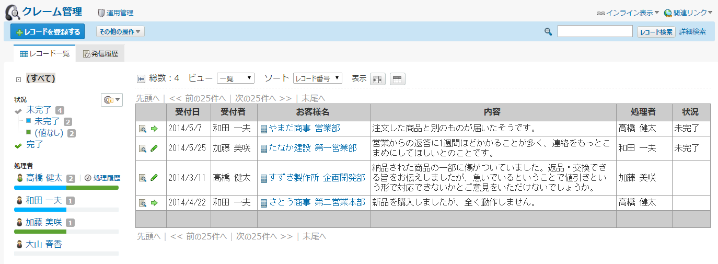 クレーム管理 運用管理 インライン表示 関連リンク
レコードを登録する その他の操作 レコード検索 詳細検索
レコード一覧 発信履歴
(すべて) 総数：4 ビュー 一覧 ソート レコード番号 表示
状況
未完了 4
未完了 2
(値なし) 2
完了
先頭へ | << 前の25件へ | 次の25件へ >> | 末尾へ
受付日 受付者 お客様名 内容 処理者 状況
2014/5/7 和田 一夫 やまだ商事 営業部 注文した商品と別のものが届いたそうです。 高橋 健太 未完了
2014/5/25 加藤 美咲 たなか建設 第一営業部 営業からの返答に1週間ほどかかることが多く、連絡をもっとこまめにしてほしいとのことです。 和田 一夫 未完了
2014/3/11 高橋 健太 すずき製作所 企画開発部 納品された商品の一部に傷がついていました。返品・交換できる旨をお伝えしましたが、急いでいるということで値引きという形で対応できないかとご意見をいただけないでしょうか。 加藤 美咲
2014/4/22 和田 一夫 さとう商事 第二営業本部 新品を購入しましたが、全く動作しません。 高橋 健太
先頭へ | << 前の25件へ | 次の25件へ >> | 末尾へ
処理者
高橋 健太 2 処理履歴
和田 一夫 1
加藤 美咲 1
大山 春香